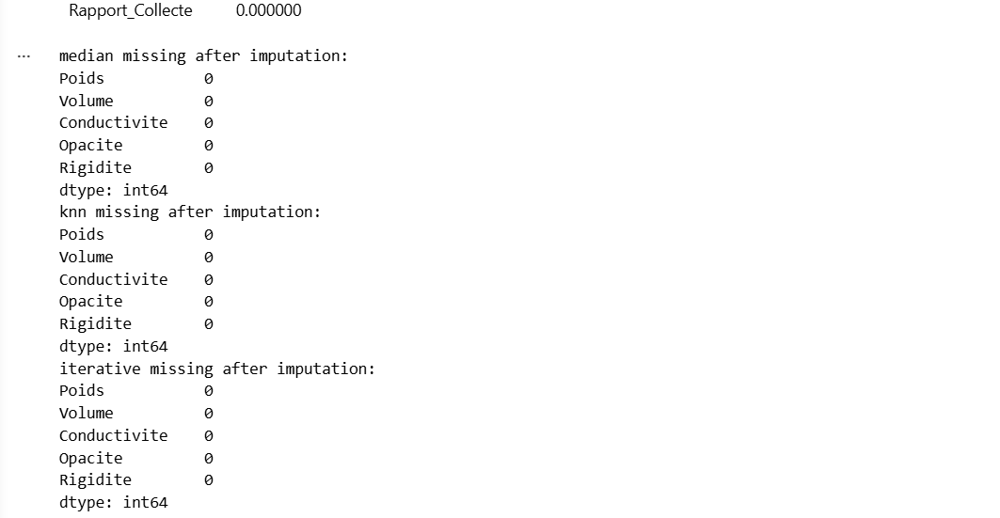 Rapport_Collecte 0.000000
... median missing after imputation:
Poids 0
Volume 0
Conductivite 0
Opacite 0
Rigidite 0
dtype: int64
knn missing after imputation:
Poids 0
Volume 0
Conductivite 0
Opacite 0
Rigidite 0
dtype: int64
iterative missing after imputation:
Poids 0
Volume 0
Conductivite 0
Opacite 0
Rigidite 0
dtype: int64